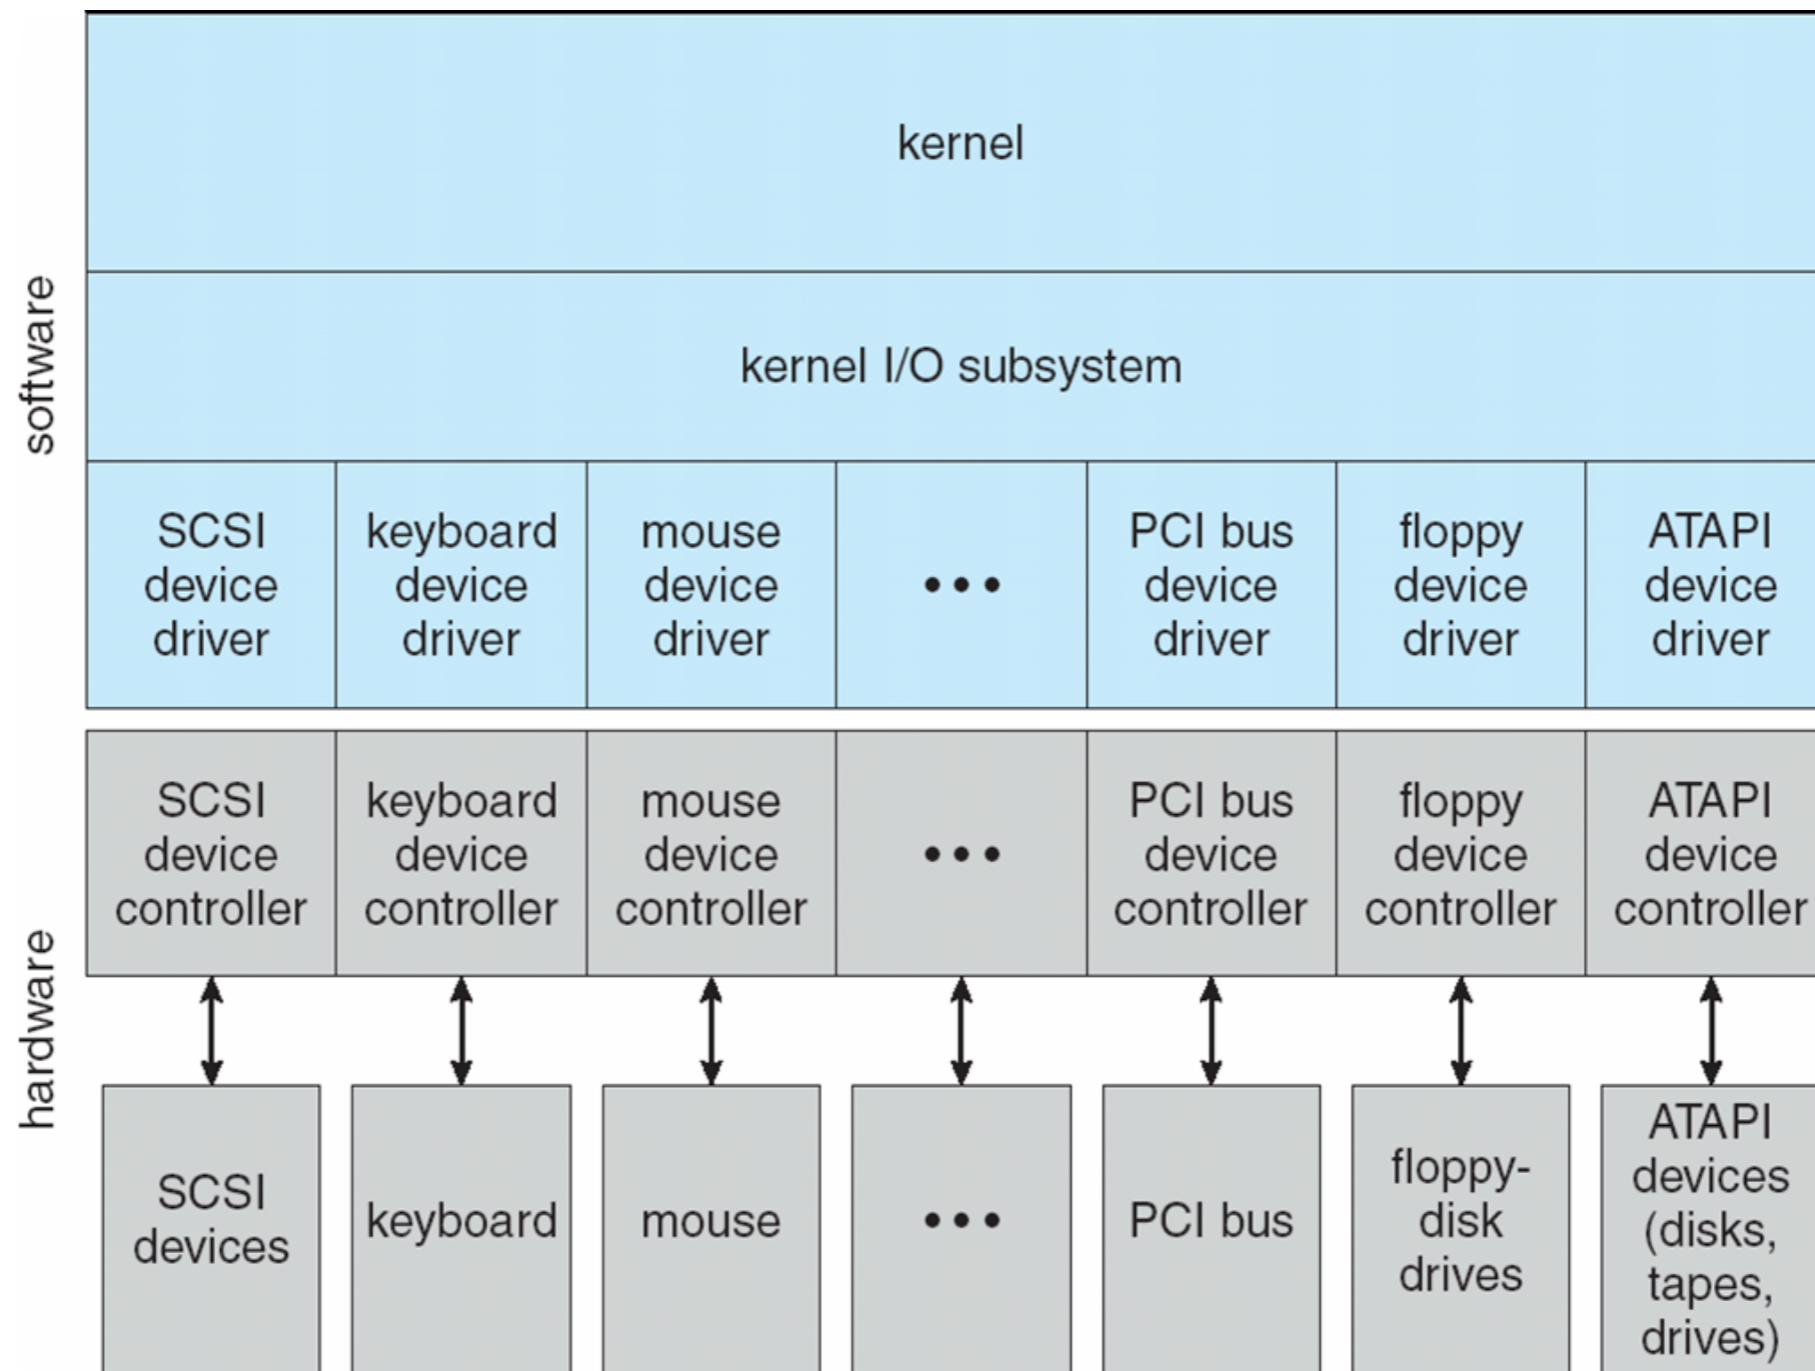 software
kernel
kernel I/O subsystem
SCSI
device
driver
keyboard
device
driver
mouse
device
driver
•••
PCI bus
device
driver
floppy
device
driver
ATAPI
device
driver
hardware
SCSI
device
controller
keyboard
device
controller
mouse
device
controller
•••
PCI bus
device
controller
floppy
device
controller
ATAPI
device
controller
SCSI
devices
keyboard
mouse
•••
PCI bus
floppy-
disk
drives
ATAPI
devices
(disks,
tapes,
drives)